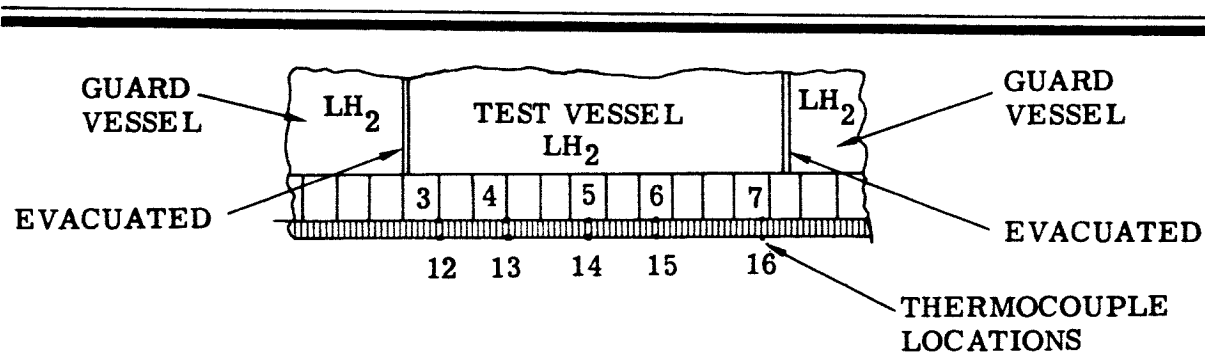 GUARD
VESSEL
LH2
TEST VESSEL
LH2
LH2
GUARD
VESSEL
EVACUATED
3 4 5 6 7
EVACUATED
12 13 14 15 16
THERMOCOUPLE
LOCATIONS